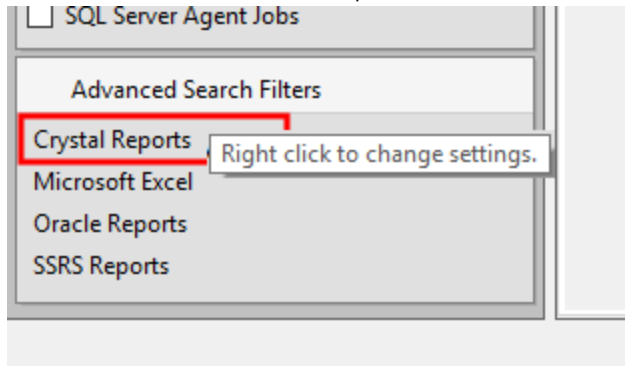 SQL Server Agent Jobs
Advanced Search Filters
Crystal Reports
Right click to change settings.
Microsoft Excel
Oracle Reports
SSRS Reports